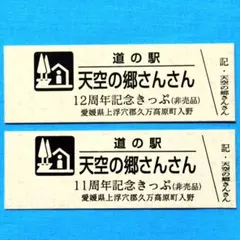 道の駅
天空の郷さんさん
12周年記念きっぷ(非売品)
愛媛県上浮穴郡久万高原町入野
記・天空の郷さんさん
道の駅
天空の郷さんさん
11周年記念きっぷ(非売品)
愛媛県上浮穴郡久万高原町入野
記・天空の郷さんさん